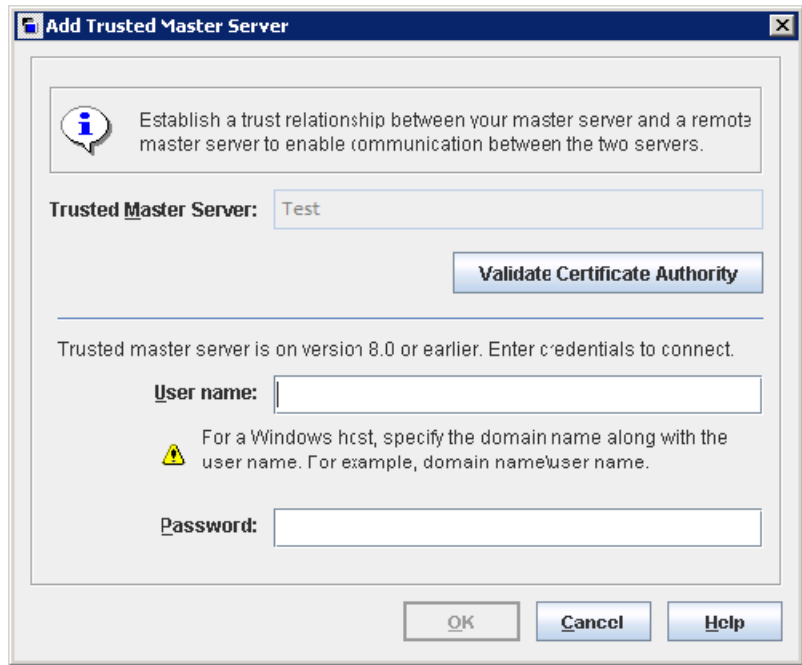 Add Trusted Master Server
Establish a trust relationship between your master server and a remote
master server to enable communication between the two servers.
Trusted Master Server: Test
Validate Certificate Authority
Trusted master server is on version 8.0 or earlier. Enter credentials to connect.
User name:
For a Windows host, specify the domain name along with the
user name. For example, domain name\user name.
Password:
OK Cancel Help